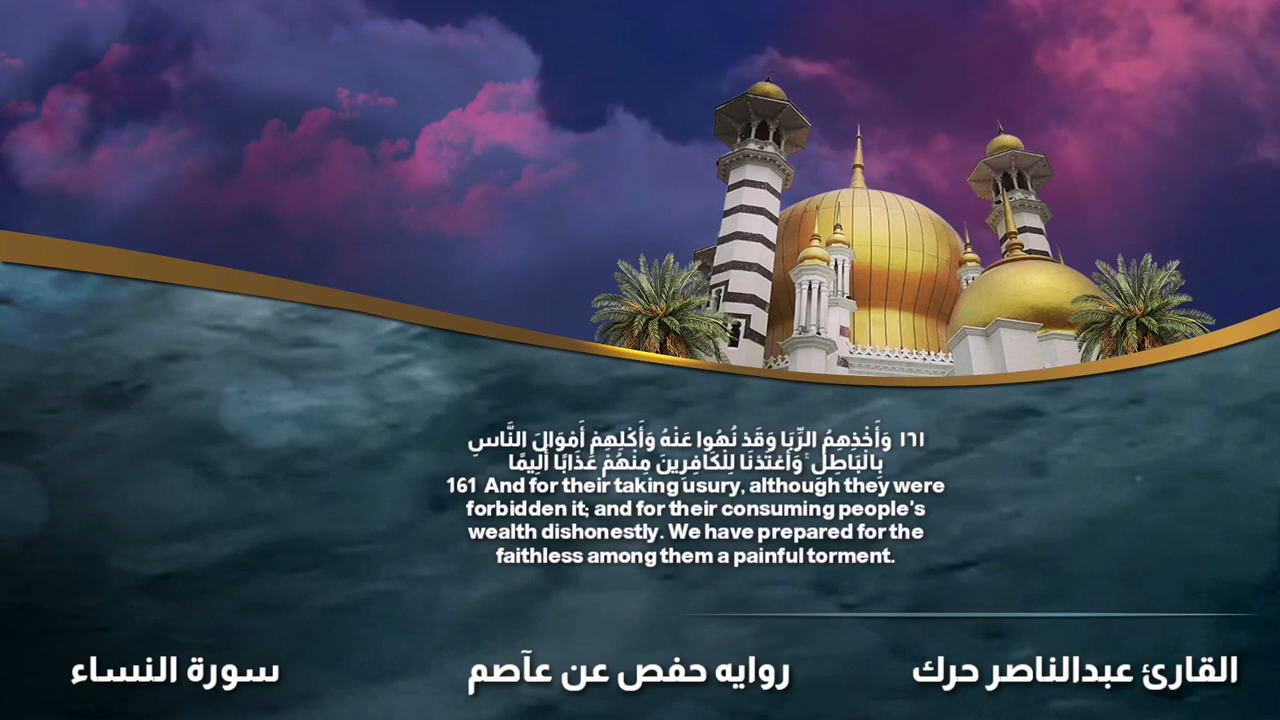 ١٦١ وَأَخْذِهِمُ الرِّبَا وَقَدْ نُهُوا عَنْهُ وَأَكْلِهِمْ أَمْوَالَ النَّاسِ
بِالْبَاطِلِ ۚ وَأَعْتَدْنَا لِلْكَافِرِينَ مِنْهُمْ عَذَابًا أَلِيمًا
161 And for their taking usury, although they were
forbidden it; and for their consuming people's
wealth dishonestly. We have prepared for the
faithless among them a painful torment.
القارئ عبدالناصر حرك
روايه حفص عن عآصم
سورة النساء